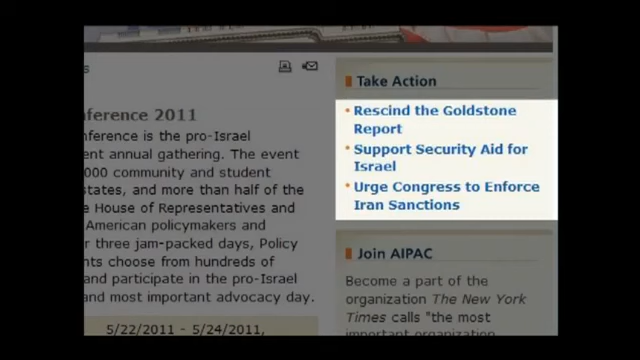 s
nference 2011
nference is the pro-Israel
ent annual gathering. The event
000 community and student
states, and more than half of the
e House of Representatives and
American policymakers and
r three jam-packed days, Policy
nts choose from hundreds of
and participate in the pro-Israel
and most important advocacy day.
5/22/2011 - 5/24/2011,
Take Action
• Rescind the Goldstone
Report
• Support Security Aid for
Israel
• Urge Congress to Enforce
Iran Sanctions
Join AIPAC
Become a part of the
organization The New York
Times calls "the most
important organization